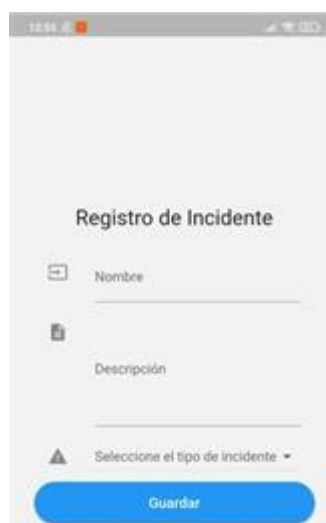 Registro de Incidente
Nombre
Descripción
Seleccione el tipo de incidente
Guardar